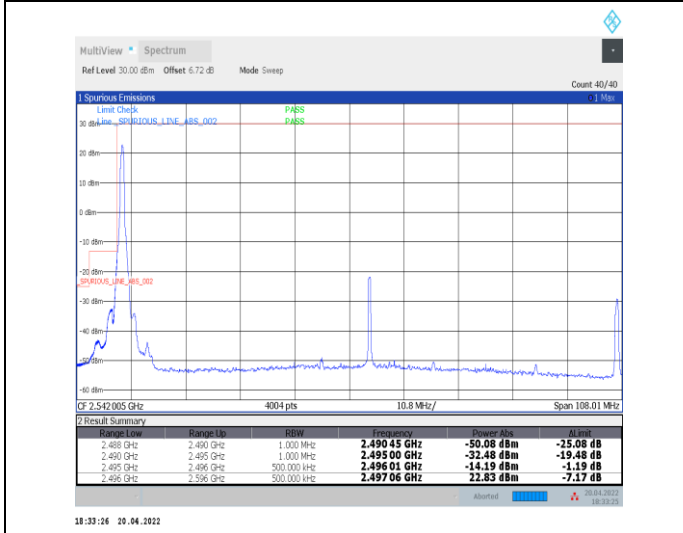 MultiView Spectrum
Ref Level 30.00 dBm Offset 6.72 dB Mode Sweep
Count 40/40
1 Spurious Emissions 1 Max
Limit Check PASS
30 dBm Line _SPURIOUS_LINE_ABS_002 PASS
20 dBm
10 dBm
0 dBm
-10 dBm
-20 dBm
_SPURIOUS_LINE_ABS_002
-30 dBm
-40 dBm
-50 dBm
-60 dBm
CF 2.542005 GHz 4004 pts 10.8 MHz/ Span 108.01 MHz
2 Result Summary
Range Low Range Up RBW Frequency Power Abs ΔLimit
2.488 GHz 2.490 GHz 1.000 MHz 2.490 45 GHz -50.08 dBm -25.08 dB
2.490 GHz 2.495 GHz 1.000 MHz 2.495 00 GHz -32.48 dBm -19.48 dB
2.495 GHz 2.496 GHz 500.000 kHz 2.496 01 GHz -14.19 dBm -1.19 dB
2.496 GHz 2.596 GHz 500.000 kHz 2.497 06 GHz 22.83 dBm -7.17 dB
Aborted 20.04.2022
18:33:25
18:33:26 20.04.2022